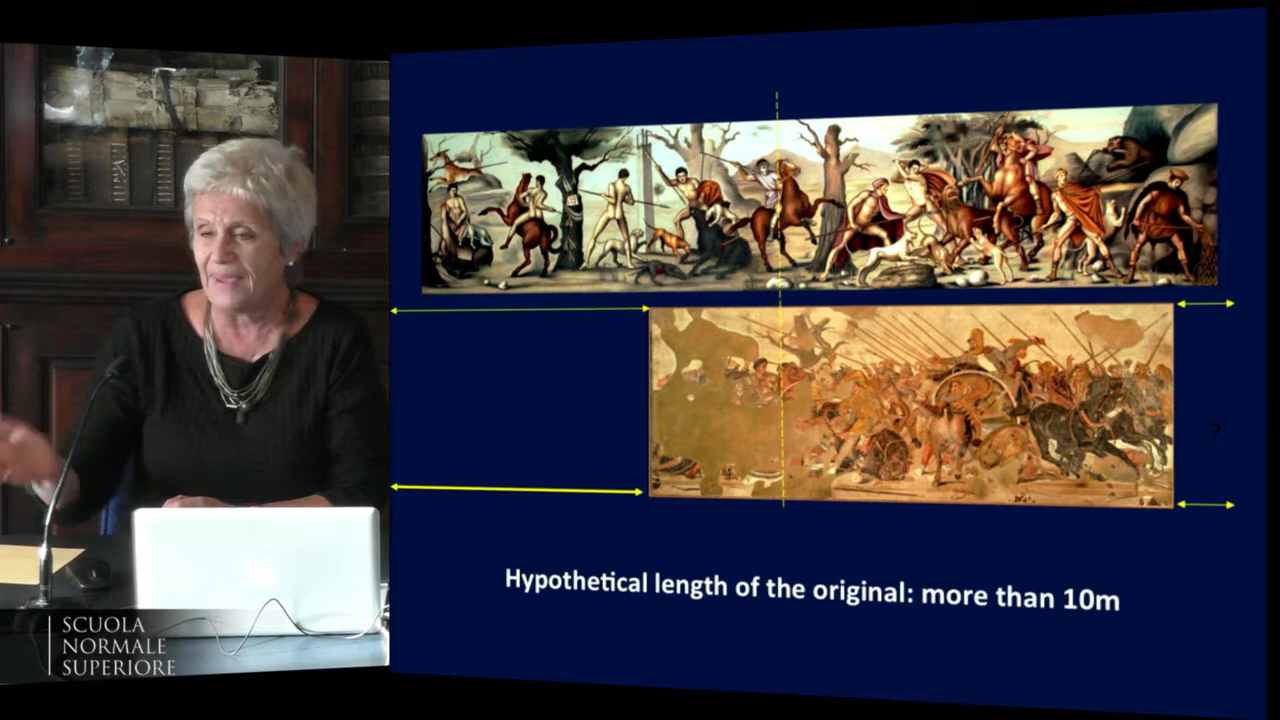 Hypothetical length of the original: more than 10m
?
SCUOLA
NORMALE
SUPERIORE